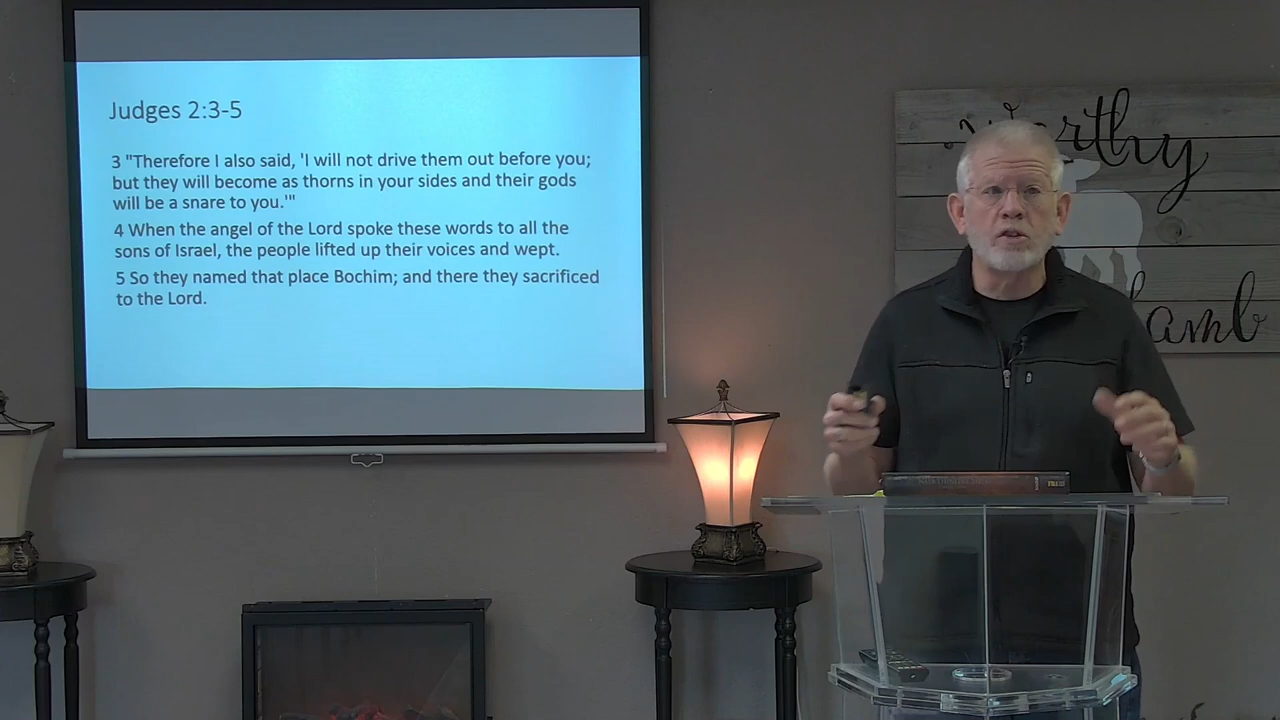 Judges 2:3-5
3 "Therefore I also said, 'I will not drive them out before you;
but they will become as thorns in your sides and their gods
will be a snare to you.'"
4 When the angel of the Lord spoke these words to all the
sons of Israel, the people lifted up their voices and wept.
5 So they named that place Bochim; and there they sacrificed
to the Lord.
Worthy
Lamb